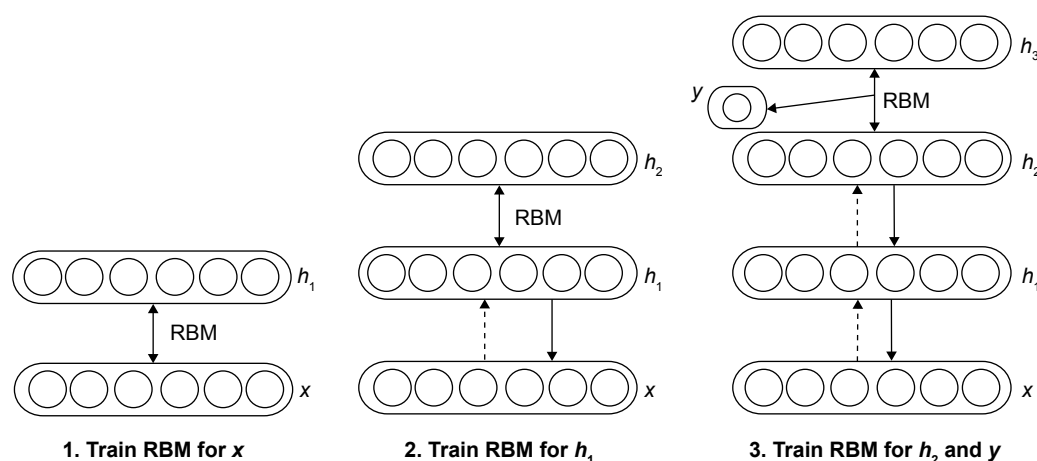 h₁
RBM
x
1. Train RBM for x
h₂
RBM
h₁
x
2. Train RBM for h₁
h₃
y
RBM
h₂
h₁
x
3. Train RBM for h₂ and y